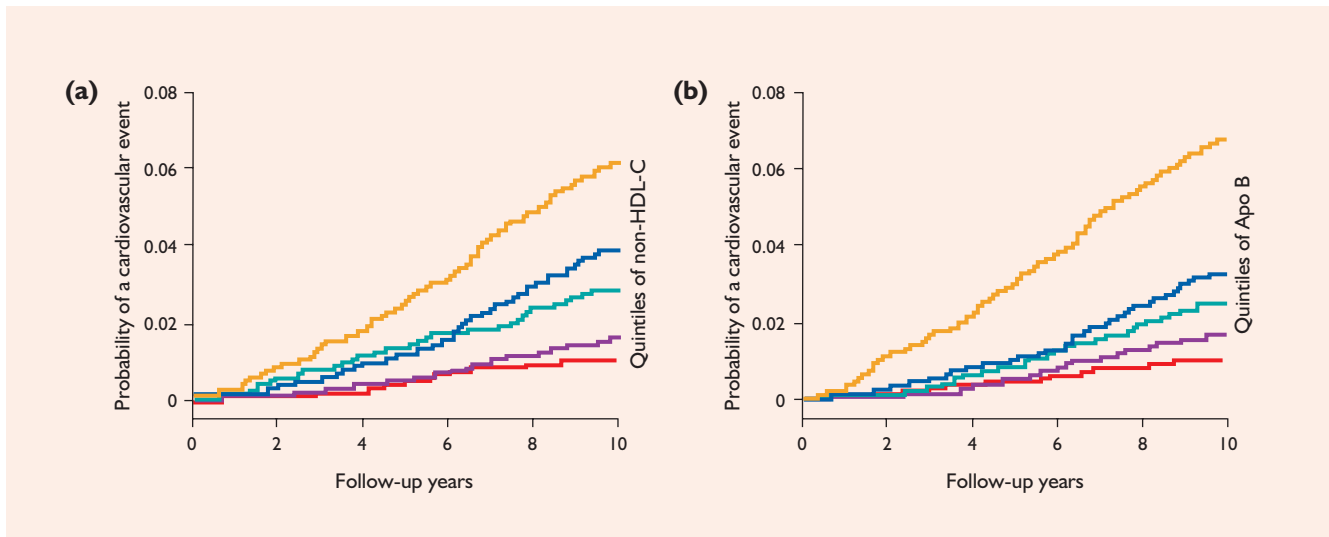 (a)
Probability of a cardiovascular event
0.08
0.06
0.04
0.02
0
0 2 4 6 8 10
Follow-up years
Quintiles of non-HDL-C
(b)
Probability of a cardiovascular event
0.08
0.06
0.04
0.02
0
0 2 4 6 8 10
Follow-up years
Quintiles of Apo B